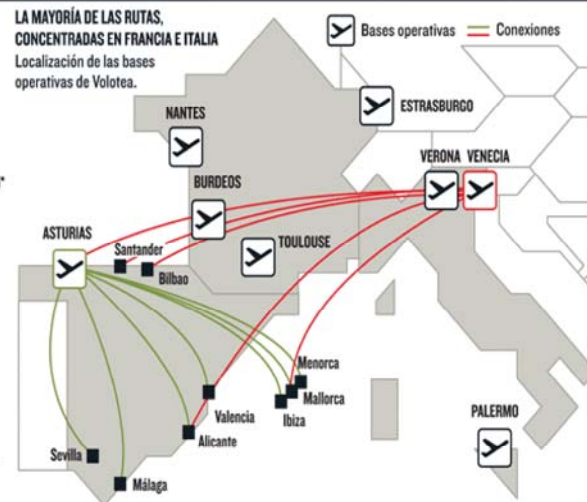 LA MAYORÍA DE LAS RUTAS,
CONCENTRADAS EN FRANCIA E ITALIA
Localización de las bases
operativas de Volotea.
Bases operativas
Conexiones
ESTRASBURGO
NANTES
VERONA
VENECIA
BURDEOS
ASTURIAS
Santander
Bilbao
TOULOUSE
Menorca
Mallorca
Ibiza
Valencia
Alicante
Sevilla
Málaga
PALERMO